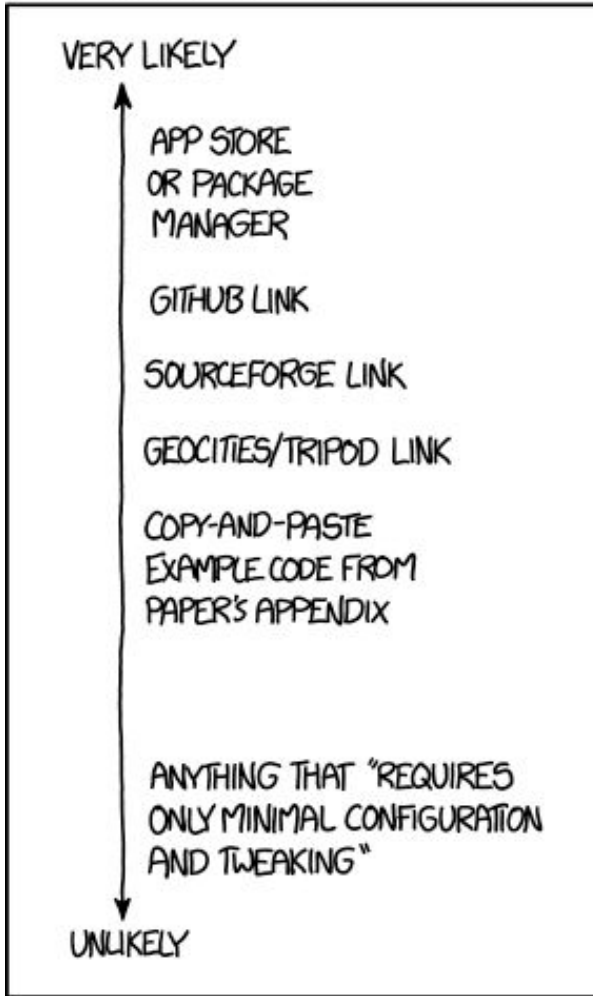 VERY LIKELY
APP STORE
OR PACKAGE
MANAGER
GITHUB LINK
SOURCEFORGE LINK
GEOCITIES/TRIPOD LINK
COPY-AND-PASTE
EXAMPLE CODE FROM
PAPER'S APPENDIX
ANYTHING THAT "REQUIRES
ONLY MINIMAL CONFIGURATION
AND TWEAKING"
UNLIKELY